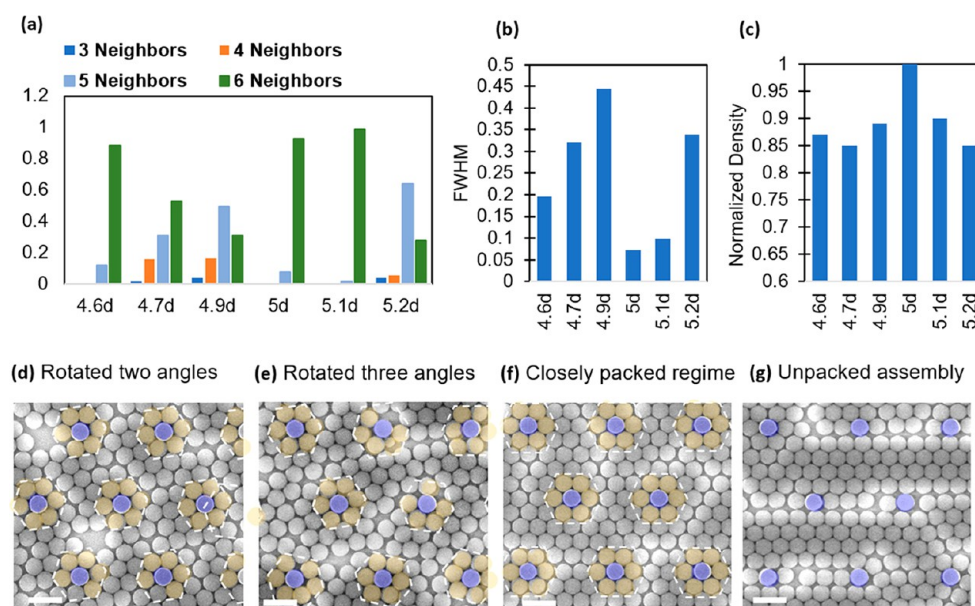 (a)
3 Neighbors 4 Neighbors
5 Neighbors 6 Neighbors
1.2
1
0.8
0.6
0.4
0.2
0
4.6d 4.7d 4.9d 5d 5.1d 5.2d
(b)
FWHM
0.5
0.45
0.4
0.35
0.3
0.25
0.2
0.15
0.1
0.05
0
4.6d 4.7d 4.9d 5d 5.1d 5.2d
(c)
Normalized Density
1
0.95
0.9
0.85
0.8
0.75
0.7
0.65
0.6
4.6d 4.7d 4.9d 5d 5.1d 5.2d
(d) Rotated two angles
(e) Rotated three angles
(f) Closely packed regime
(g) Unpacked assembly